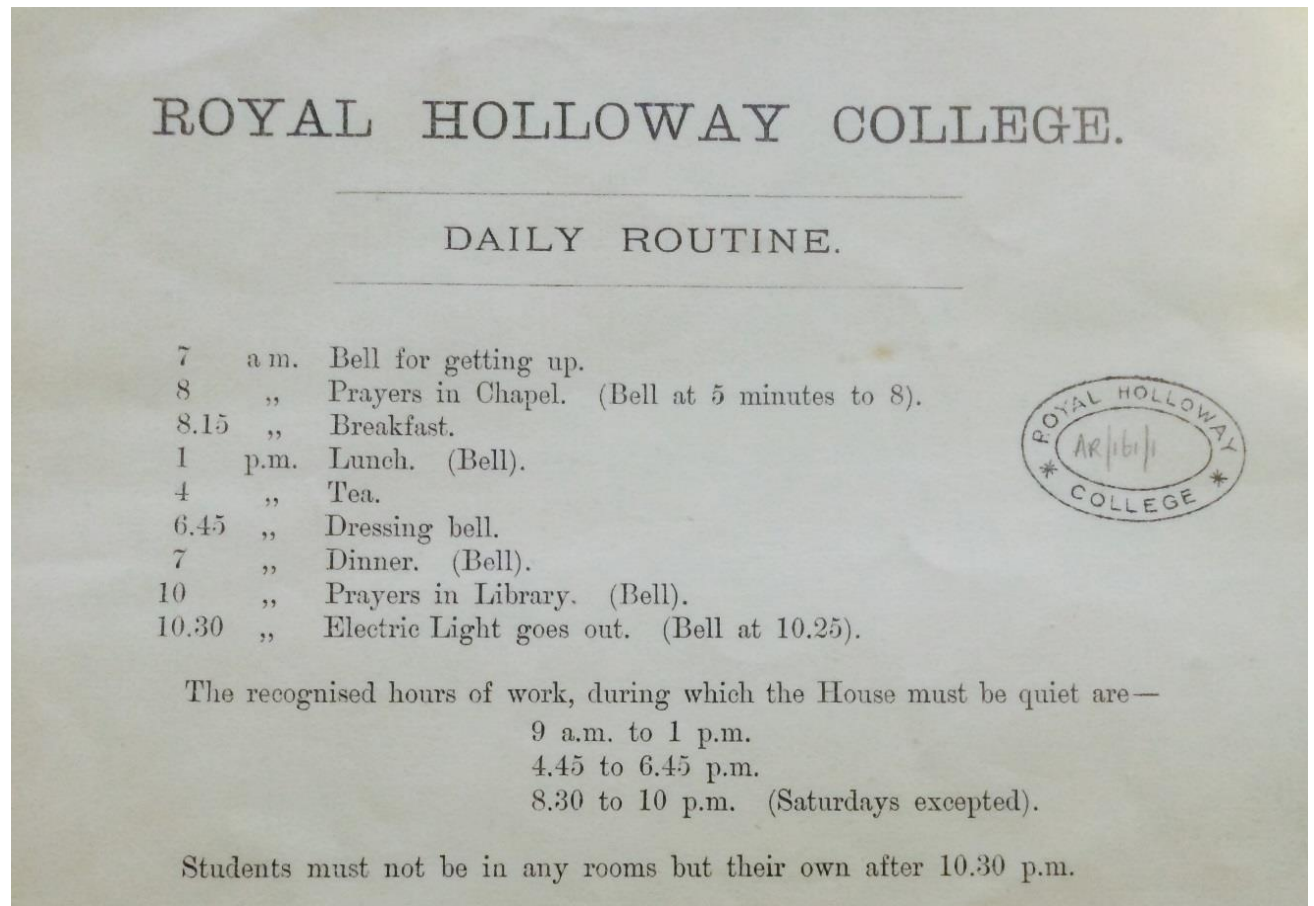 ROYAL HOLLOWAY COLLEGE.
DAILY ROUTINE.
7 a m. Bell for getting up.
8 „ Prayers in Chapel. (Bell at 5 minutes to 8).
8.15 „ Breakfast.
1 p.m. Lunch. (Bell).
4 „ Tea.
6.45 „ Dressing bell.
7 „ Dinner. (Bell).
10 „ Prayers in Library. (Bell).
10.30 „ Electric Light goes out. (Bell at 10.25).
ROYAL HOLLOWAY
AR/161/1
* COLLEGE *
The recognised hours of work, during which the House must be quiet are—
9 a.m. to 1 p.m.
4.45 to 6.45 p.m.
8.30 to 10 p.m. (Saturdays excepted).
Students must not be in any rooms but their own after 10.30 p.m.